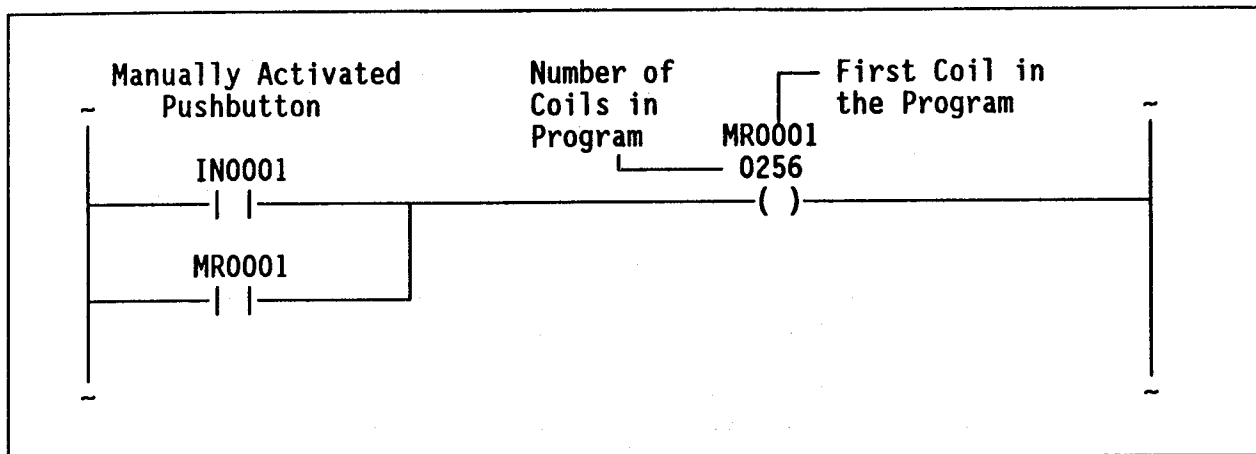 Manually Activated
Pushbutton
Number of
Coils in
Program
First Coil in
the Program
MR0001
0256
IN0001
( )
MR0001